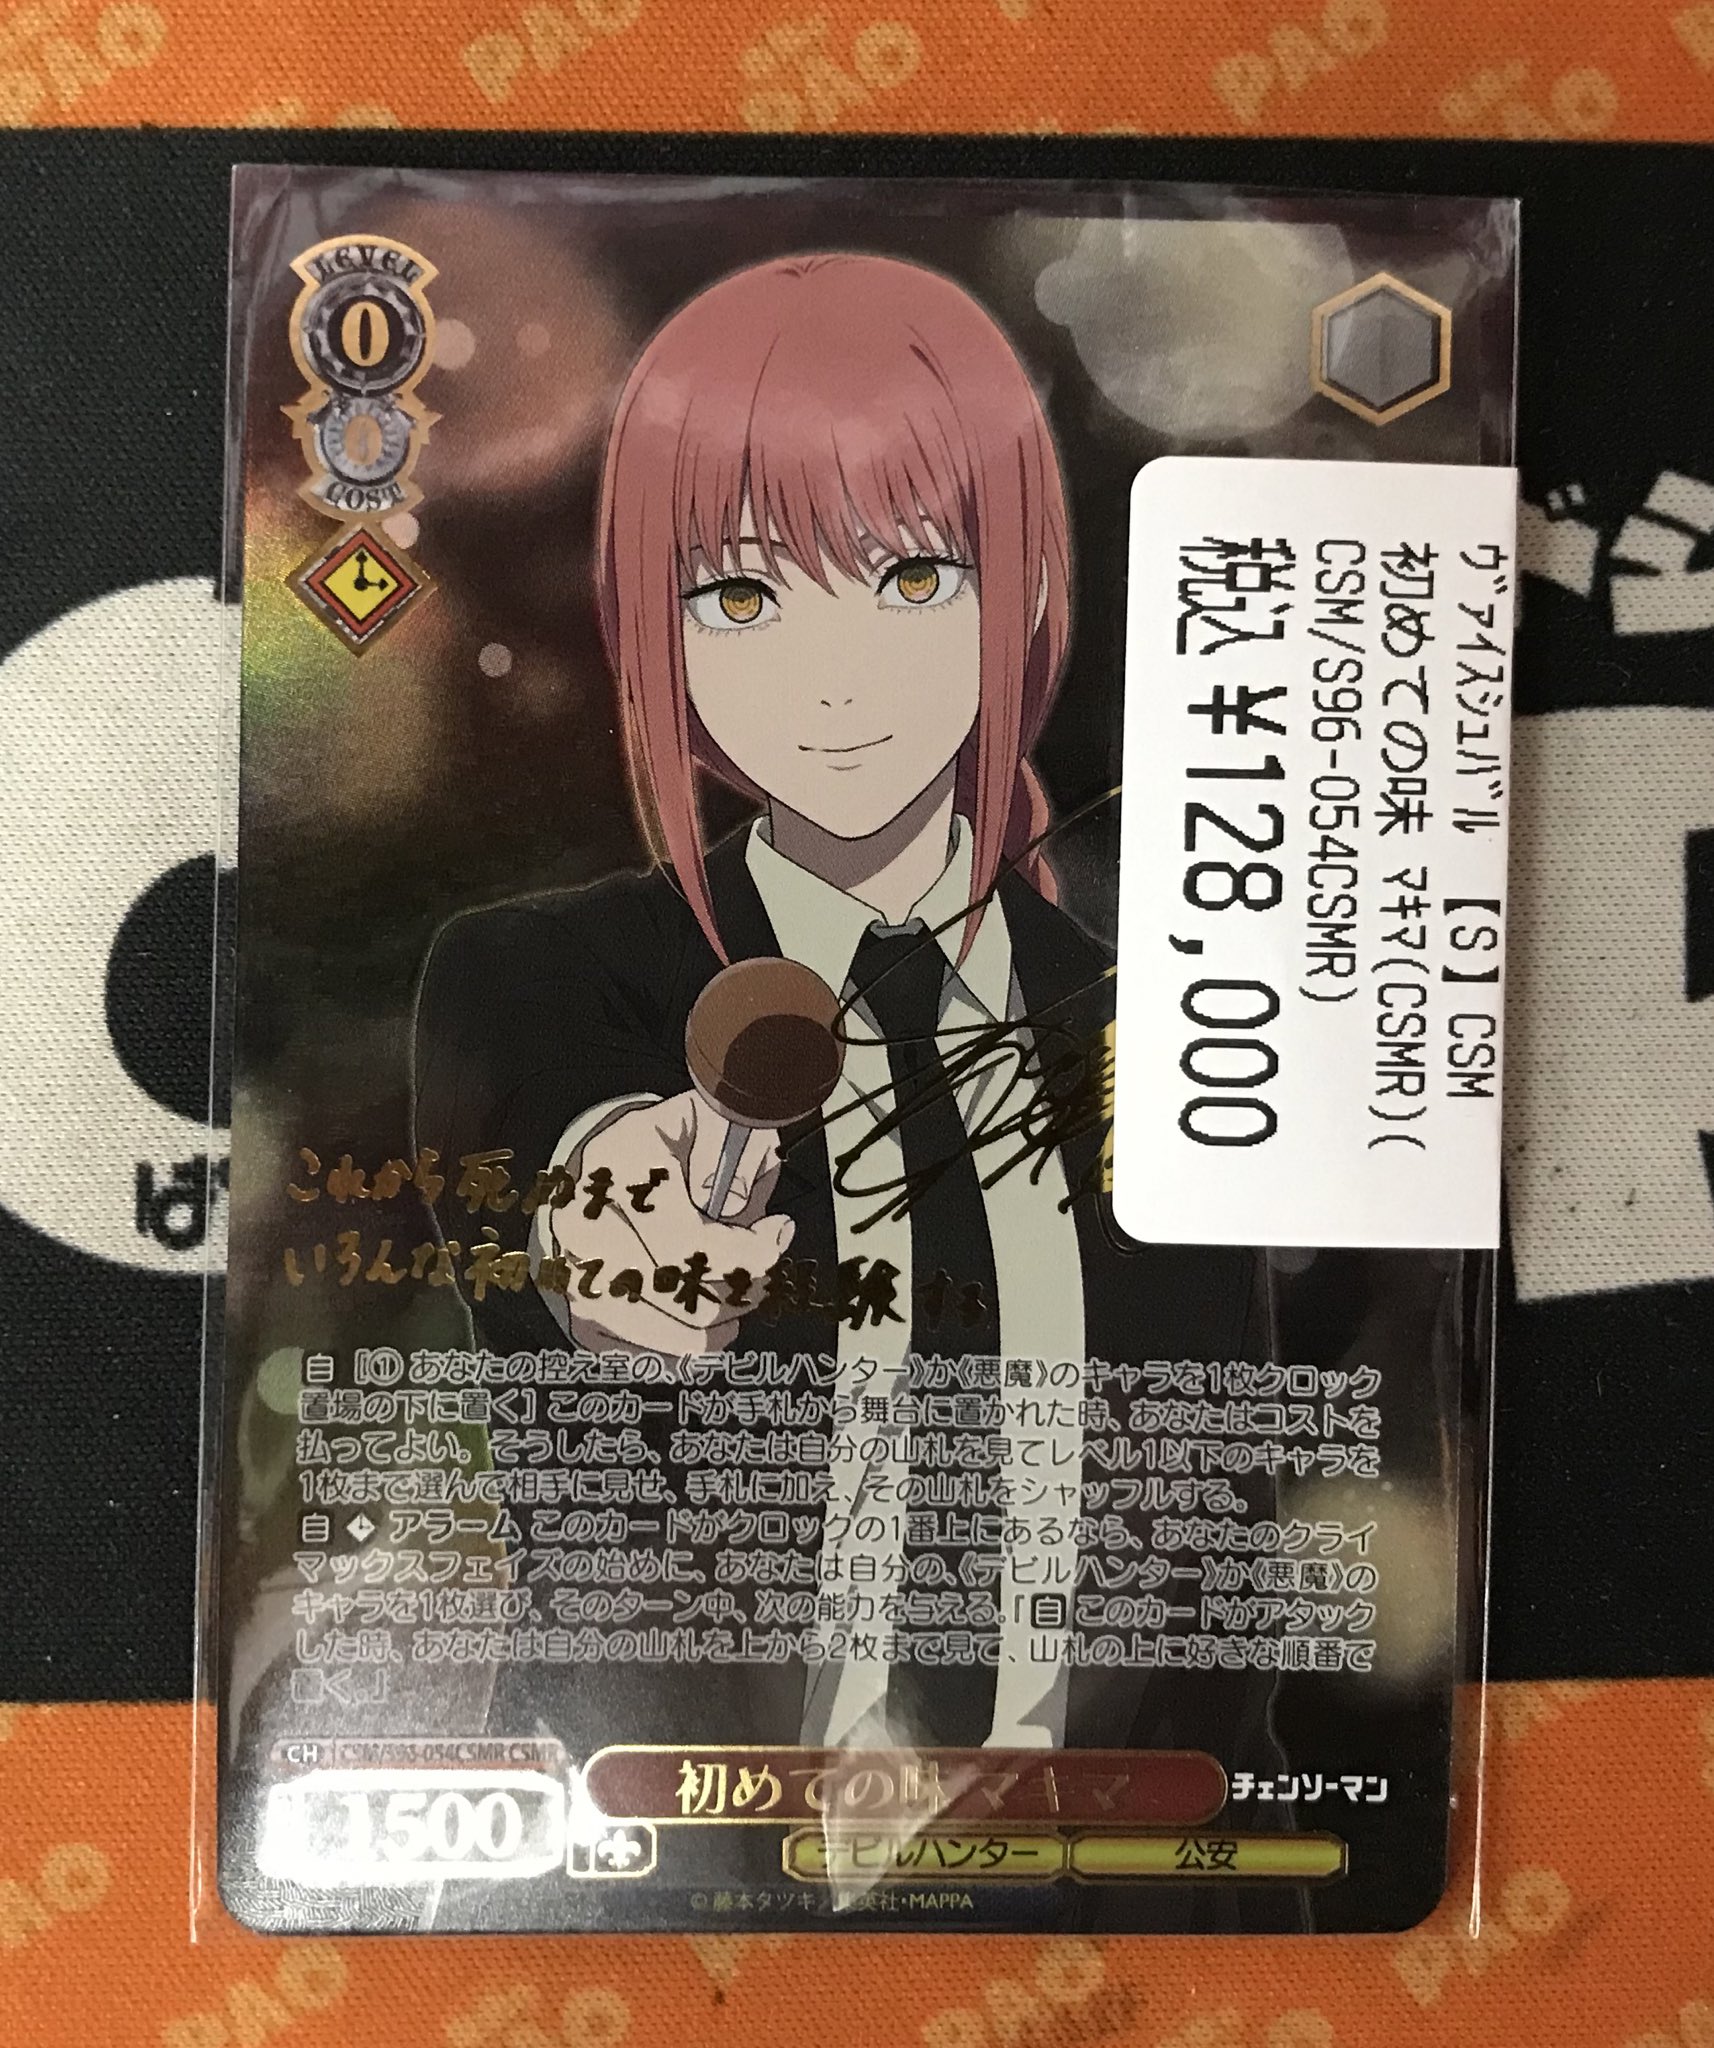 LEVEL
0
0
COST
ヴァイスシュバル 【S】CSM
初めての味 マキマ(CSMR)(
CSM/S96-054CSMR)
税込 ¥128,000
これから死ぬまで
いろんな初めての味を経験する
自 [① あなたの控え室の、《デビルハンター》か《悪魔》のキャラを1枚クロック
置場の下に置く] このカードが手札から舞台に置かれた時、あなたはコストを
払ってよい。そうしたら、あなたは自分の山札を見てレベル1以下のキャラを
1枚まで選んで相手に見せ、手札に加え、その山札をシャッフルする。
自 アラーム このカードがクロックの1番上にあるなら、あなたのクライ
マックスフェイズの始めに、あなたは自分の、《デビルハンター》か《悪魔》の
キャラを1枚選び、そのターン中、次の能力を与える。「自 このカードがアタック
した時、あなたは自分の山札を上から2枚まで見て、山札の上に好きな順番で
置く。」
CH CSM/S96-054CSMR CSMR
1500
初めての味 マキマ
チェンソーマン
デビルハンター 公安
©藤本タツキ/集英社・MAPPA